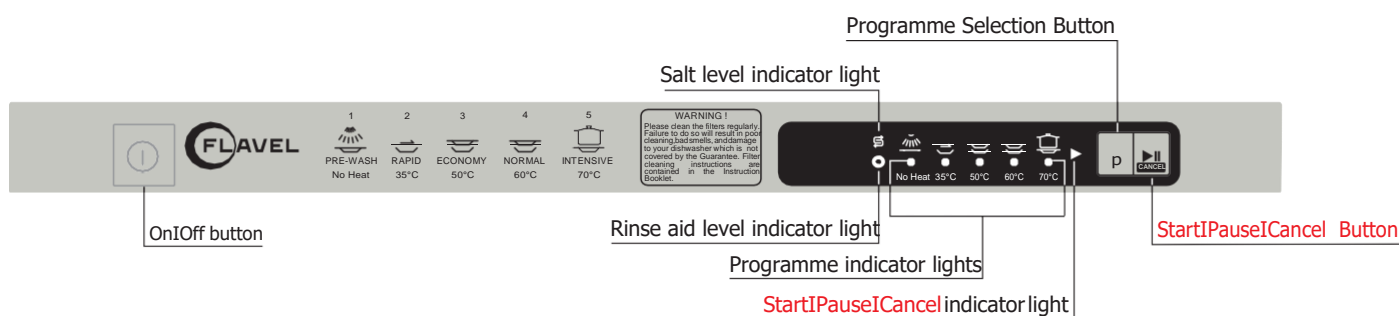 Programme Selection Button
Salt level indicator light
1 2 3 4 5
FLAVEL
PRE-WASH RAPID ECONOMY NORMAL INTENSIVE
No Heat 35°C 50°C 60°C 70°C
WARNING !
Please clean the filters regularly.
Failure to do so will result in poor
cleaning,bad smells, and damage
to your dishwasher which is not
covered by the Guarantee. Filter
cleaning instructions are
contained in the Instruction
Booklet.
No Heat 35°C 50°C 60°C 70°C
p
CANCEL
OnIOff button
Rinse aid level indicator light
StartIPauseICancel Button
Programme indicator lights
StartIPauseICancel indicator light